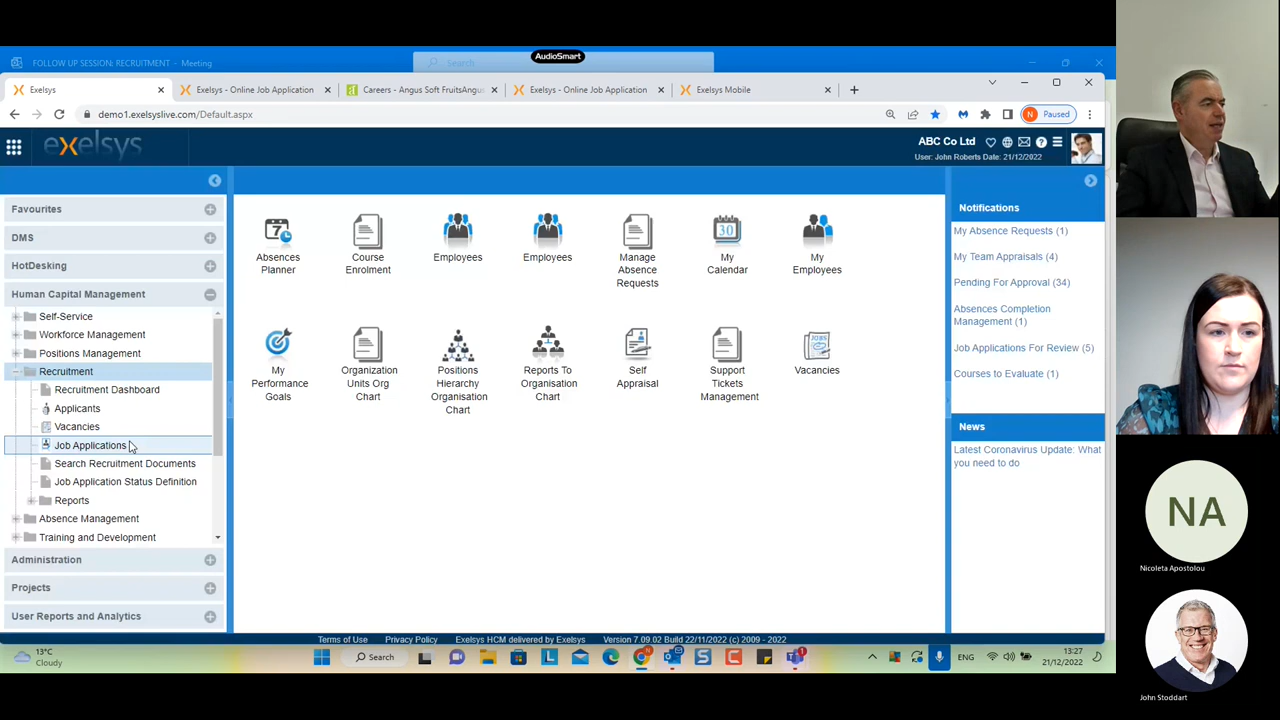 AudioSmart
FOLLOW UP SESSION: RECRUITMENT - Meeting
Search
Exelsys
Exelsys - Online Job Application
Careers - Angus Soft FruitsAngus
Exelsys - Online Job Application
Exelsys Mobile
demo1.exelsyslive.com/Default.aspx
N Paused
exelsys
ABC Co Ltd
User: John Roberts Date: 21/12/2022
Favourites
DMS
HotDesking
Human Capital Management
Self-Service
Workforce Management
Positions Management
Recruitment
Recruitment Dashboard
Applicants
Vacancies
Job Applications
Search Recruitment Documents
Job Application Status Definition
Reports
Absence Management
Training and Development
Administration
Projects
User Reports and Analytics
7
30
Absences
Planner
Course
Enrolment
Employees
Employees
Manage
Absence
Requests
My
Calendar
My
Employees
JOBS
My
Performance
Goals
Organization
Units Org
Chart
Positions
Hierarchy
Organisation
Chart
Reports To
Organisation
Chart
Self
Appraisal
Support
Tickets
Management
Vacancies
Notifications
My Absence Requests (1)
My Team Appraisals (4)
Pending For Approval (34)
Absences Completion
Management (1)
Job Applications For Review (5)
Courses to Evaluate (1)
News
Latest Coronavirus Update: What
you need to do
Terms of Use
Privacy Policy
Exelsys HCM delivered by Exelsys
Version 7.09.02 Build 22/11/2022 (c) 2009 - 2022
13°C
Cloudy
Search
ENG
13:27
21/12/2022
NA
Nicoleta Apostolou
John Stoddart